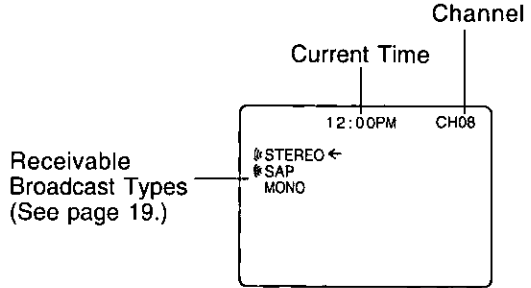 Channel
Current Time
12:00PM CH08
STEREO ←
SAP
MONO
Receivable
Broadcast Types
(See page 19.)